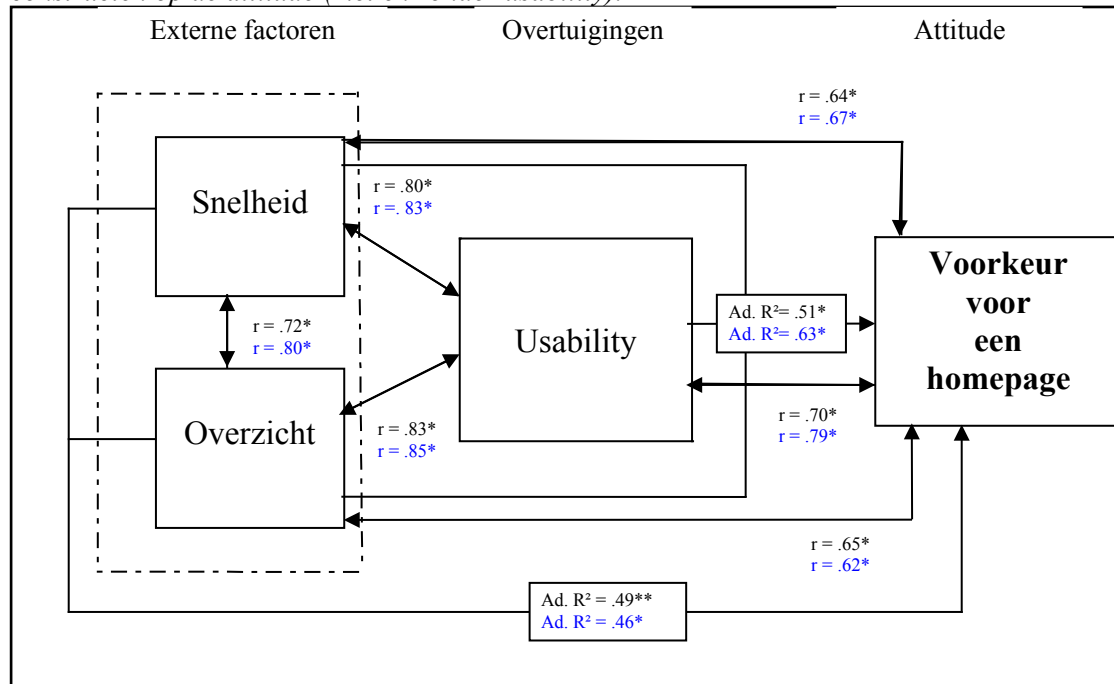 Externe factoren
Overtuigingen
Attitude
r = .64*
r = .67*
Snelheid
r = .80*
r =. 83*
Usability
Voorkeur
voor
een
homepage
Ad. R²= .51*
Ad. R²= .63*
r = .72*
r = .80*
Overzicht
r = .83*
r = .85*
r = .70*
r = .79*
r = .65*
r = .62*
Ad. R² = .49**
Ad. R² = .46*